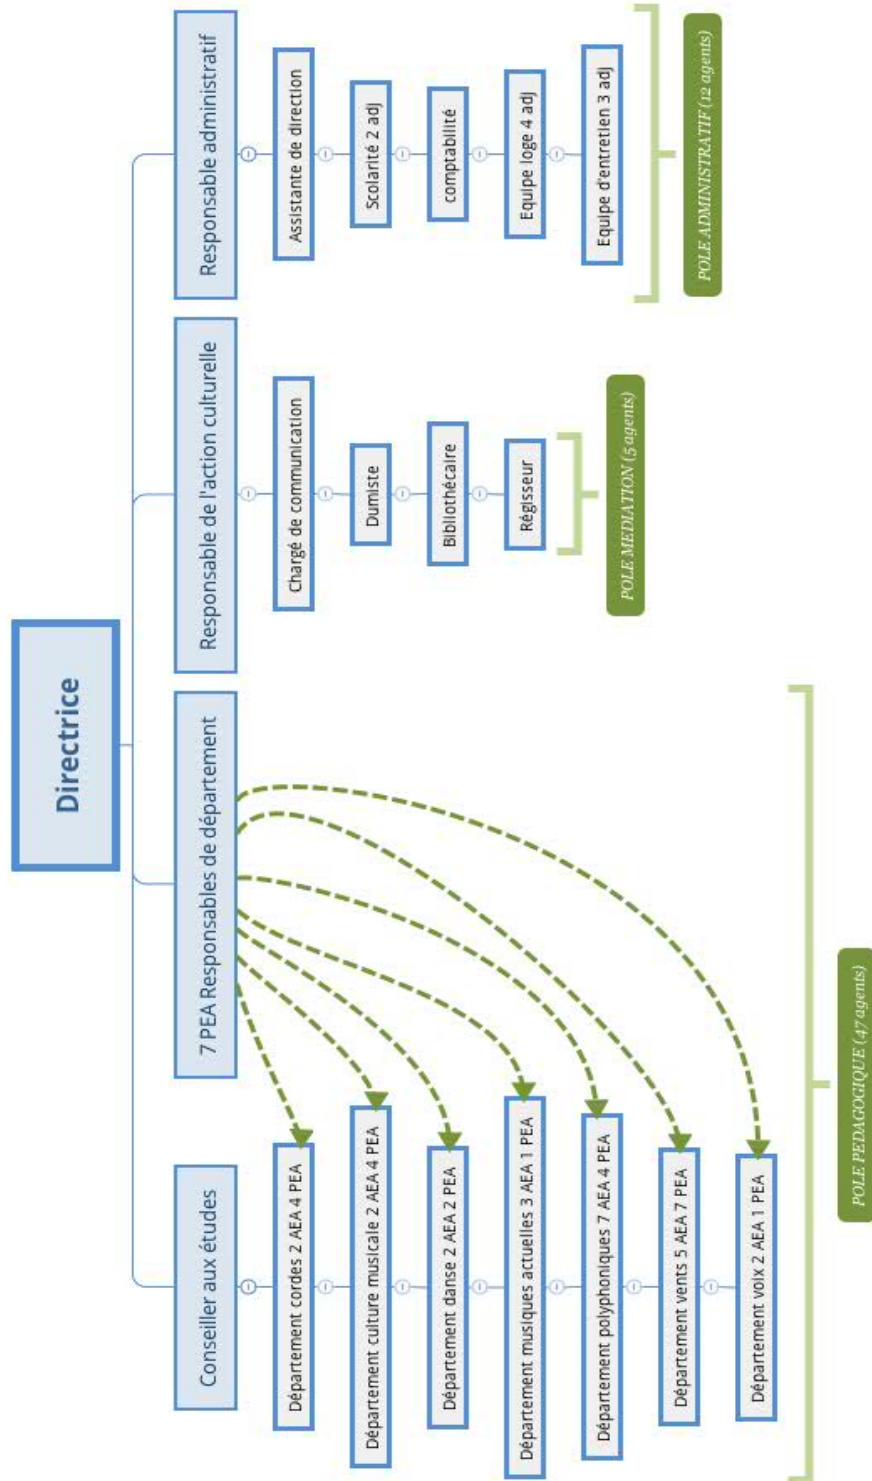 Directrice
Conseiller aux études
7 PEA Responsables de département
Responsable de l'action culturelle
Responsable administratif
Département cordes 2 AEA 4 PEA
Département culture musicale 2 AEA 4 PEA
Département danse 2 AEA 2 PEA
Département musiques actuelles 3 AEA 1 PEA
Département polyphoniques 7 AEA 4 PEA
Département vents 5 AEA 7 PEA
Département voix 2 AEA 1 PEA
POLE PEDAGOGIQUE (47 agents)
Chargé de communication
Dumiste
Bibliothécaire
Régisseur
POLE MEDIATION (5 agents)
Assistante de direction
Scolarité 2 adj
comptabilité
Equipe loge 4 adj
Equipe d'entretien 3 adj
POLE ADMINISTRATIF (12 agents)